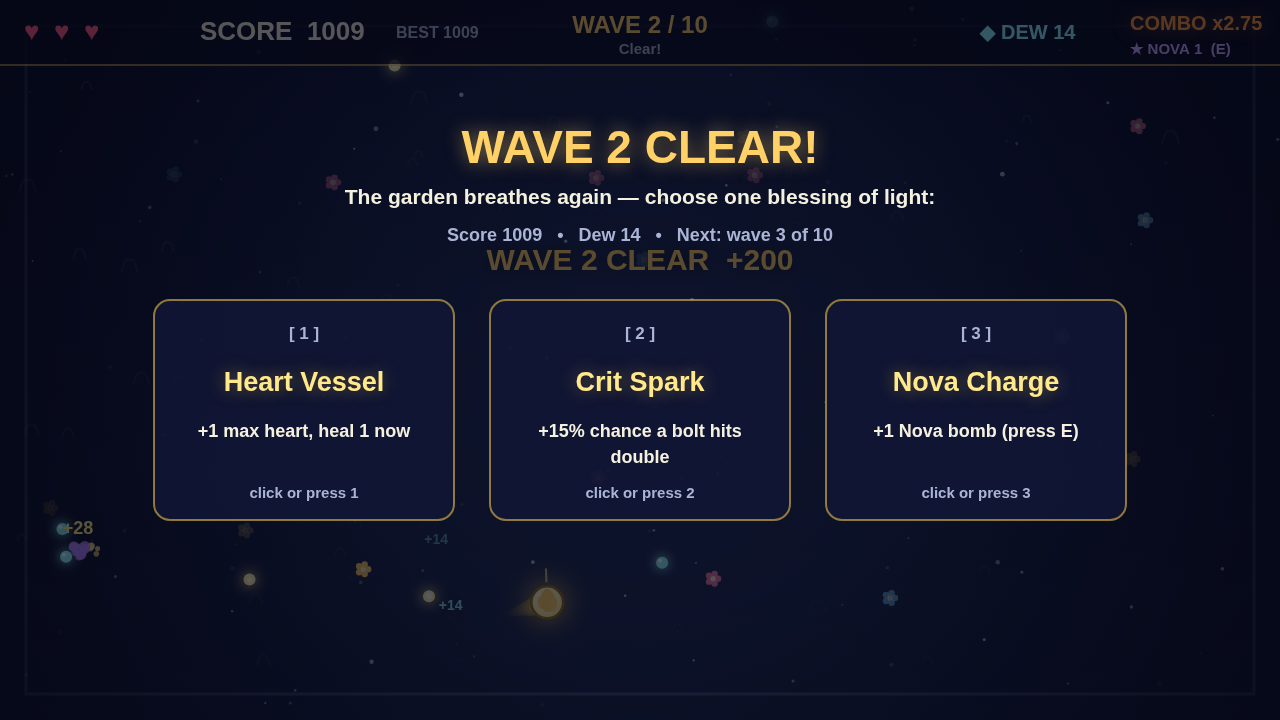 ♥ ♥ ♥ SCORE 1009 BEST 1009 WAVE 2 / 10 ◆ DEW 14 COMBO x2.75
Clear! ★ NOVA 1 (E)
WAVE 2 CLEAR!
The garden breathes again — choose one blessing of light:
Score 1009 • Dew 14 • Next: wave 3 of 10
WAVE 2 CLEAR +200
[ 1 ]
Heart Vessel
+1 max heart, heal 1 now
click or press 1
[ 2 ]
Crit Spark
+15% chance a bolt hits
double
click or press 2
[ 3 ]
Nova Charge
+1 Nova bomb (press E)
click or press 3
+28
+14
+14